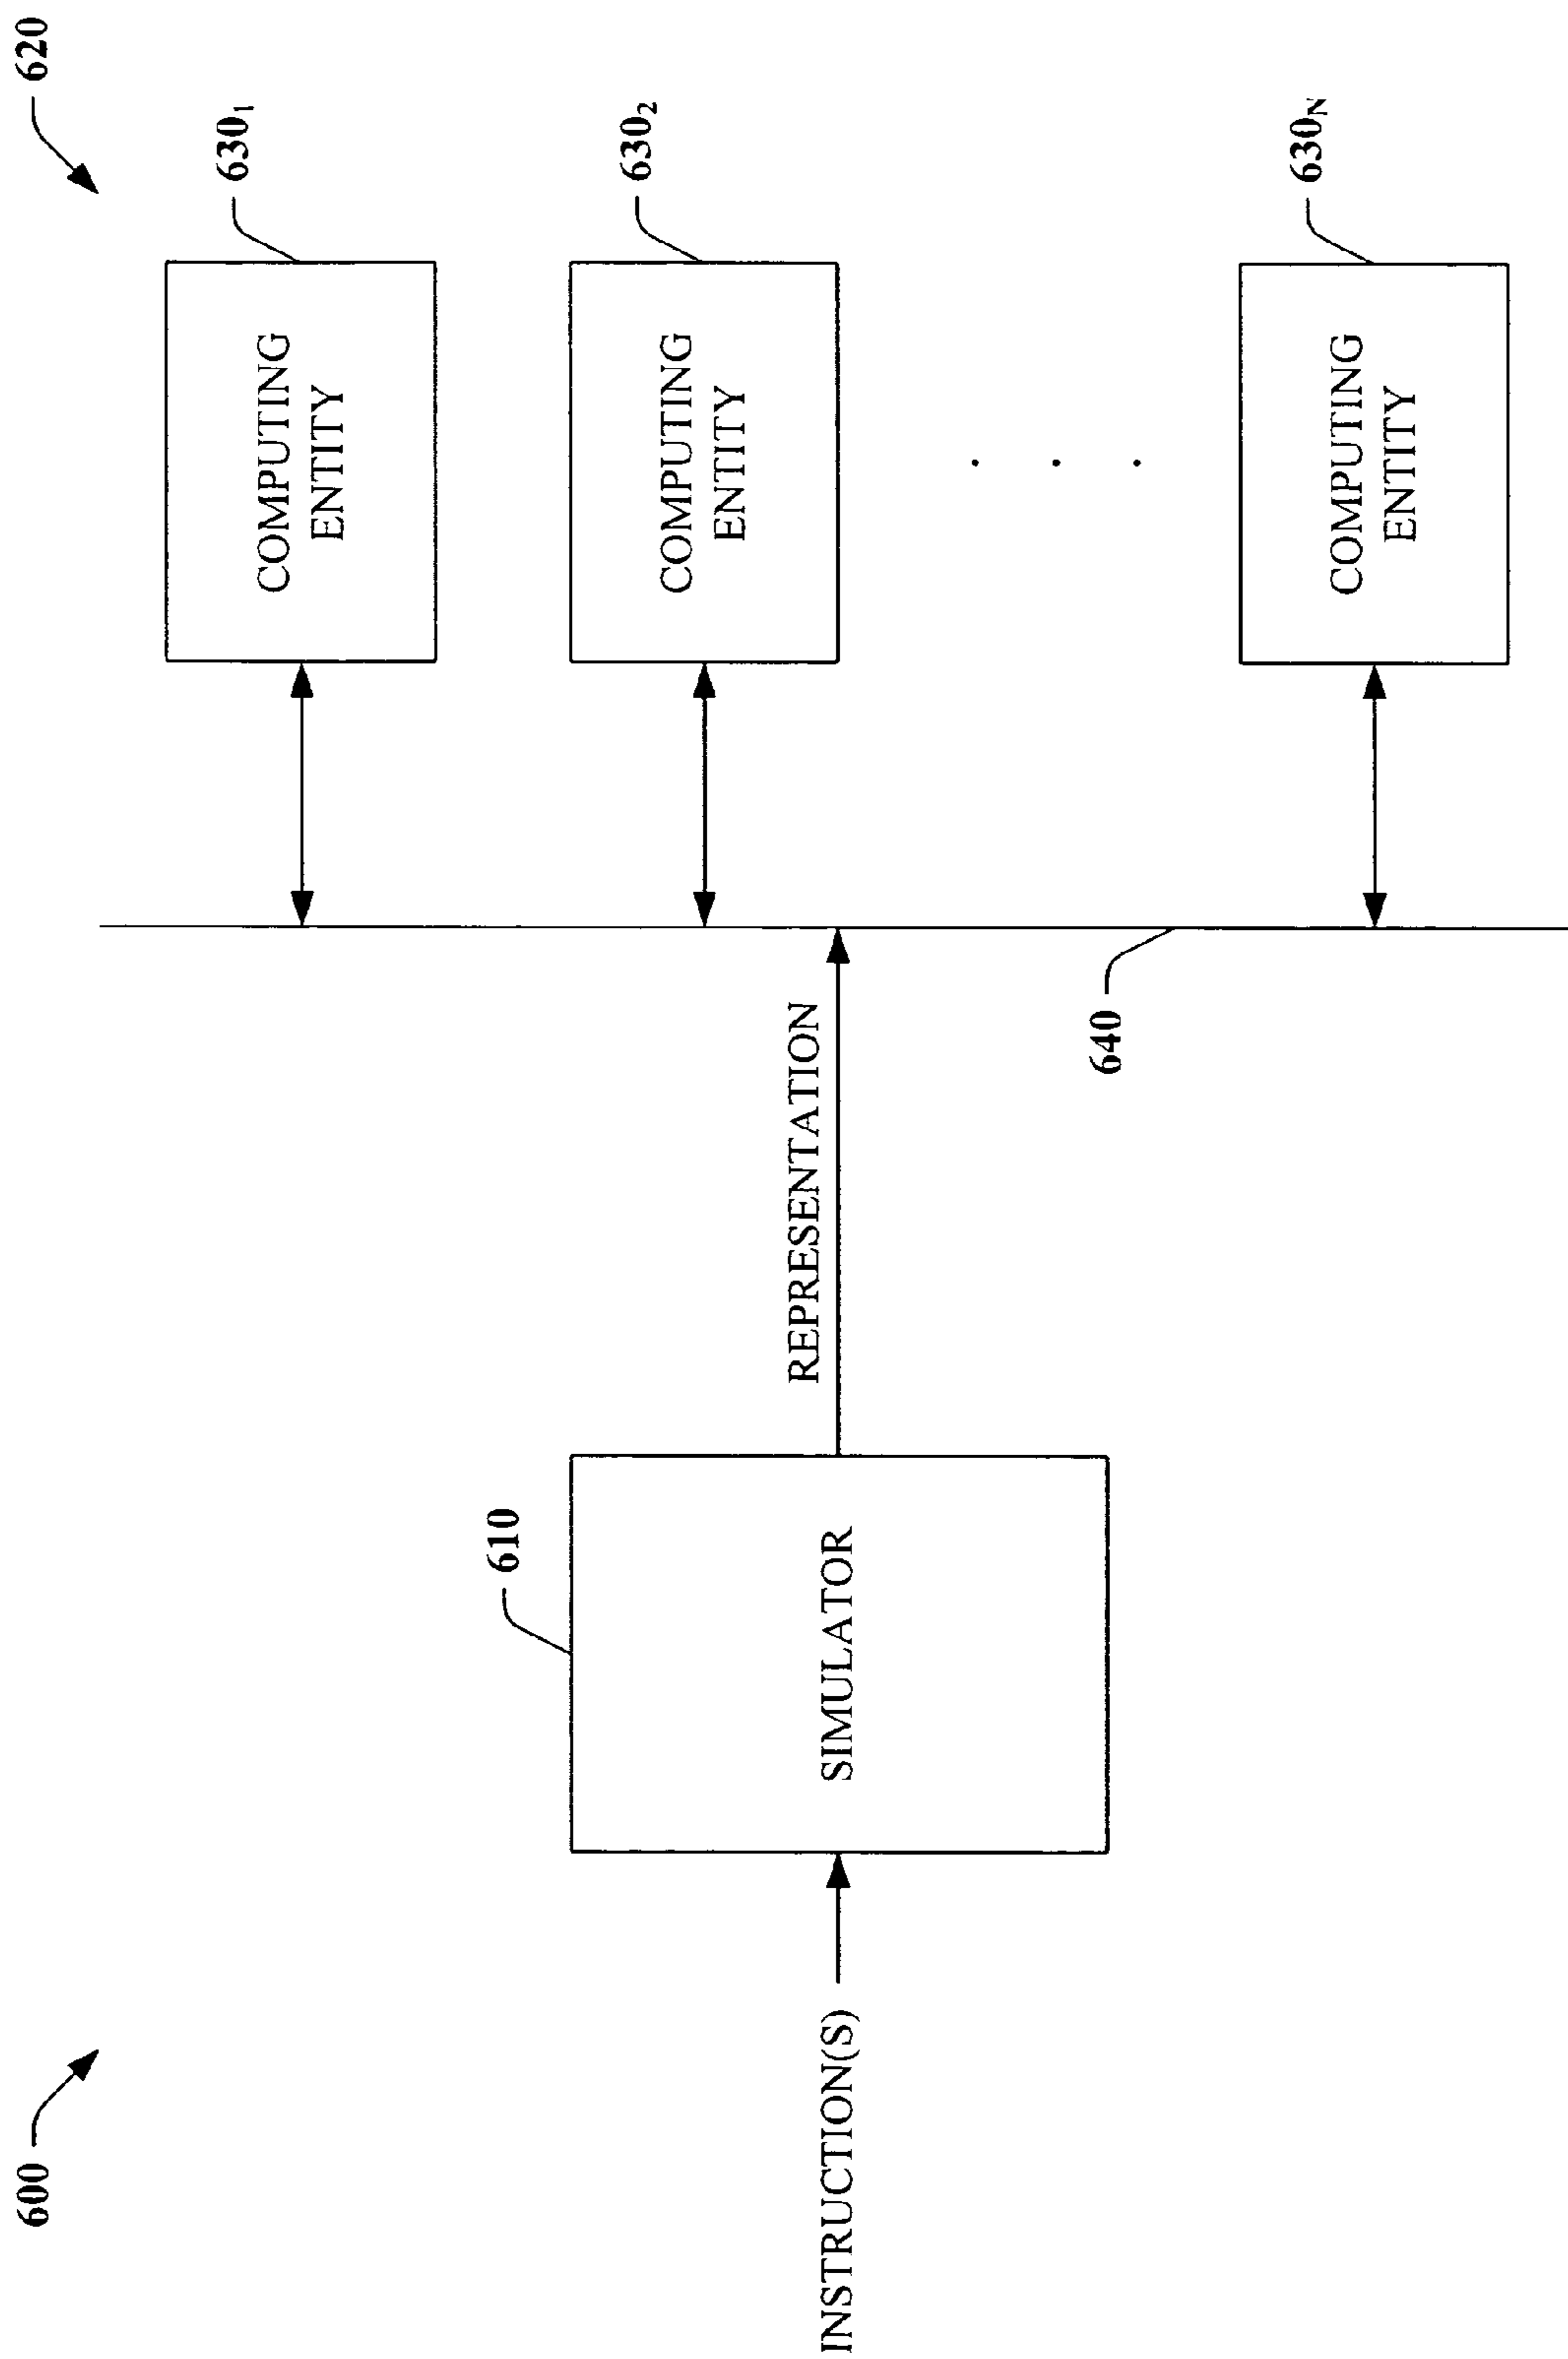 600
620
INSTRUCTION(S)
610
SIMULATOR
REPRESENTATION
640
COMPUTING
ENTITY
630₁
COMPUTING
ENTITY
630₂
. . .
COMPUTING
ENTITY
630N